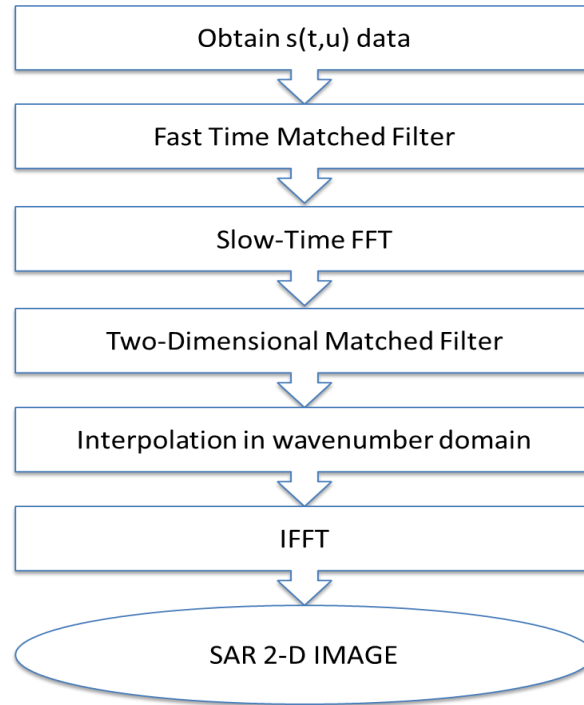 Obtain s(t,u) data
Fast Time Matched Filter
Slow-Time FFT
Two-Dimensional Matched Filter
Interpolation in wavenumber domain
IFFT
SAR 2-D IMAGE